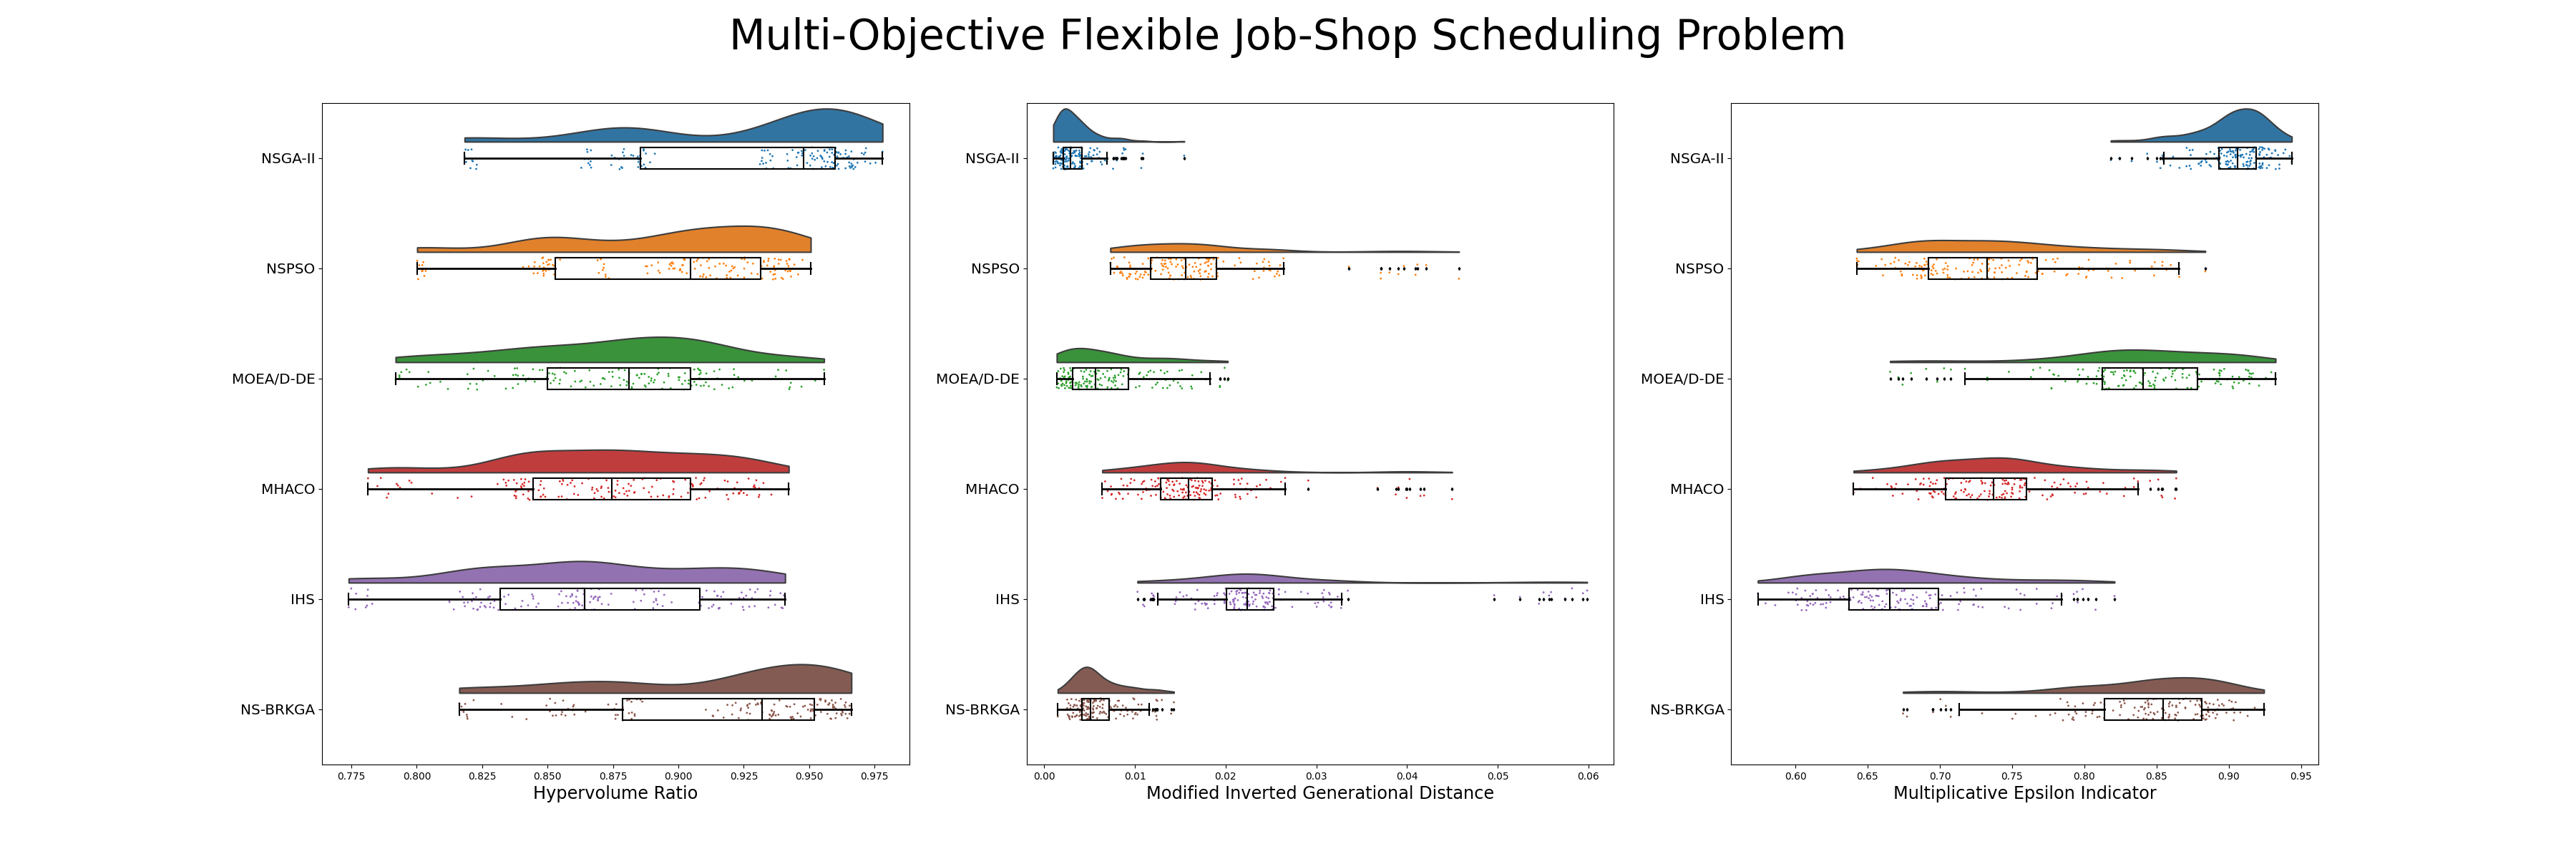 Multi-Objective Flexible Job-Shop Scheduling Problem
NSGA-II
NSPSO
MOEA/D-DE
MHACO
IHS
NS-BRKGA
0.775 0.800 0.825 0.850 0.875 0.900 0.925 0.950 0.975
Hypervolume Ratio
NSGA-II
NSPSO
MOEA/D-DE
MHACO
IHS
NS-BRKGA
0.00 0.01 0.02 0.03 0.04 0.05 0.06
Modified Inverted Generational Distance
NSGA-II
NSPSO
MOEA/D-DE
MHACO
IHS
NS-BRKGA
0.60 0.65 0.70 0.75 0.80 0.85 0.90 0.95
Multiplicative Epsilon Indicator